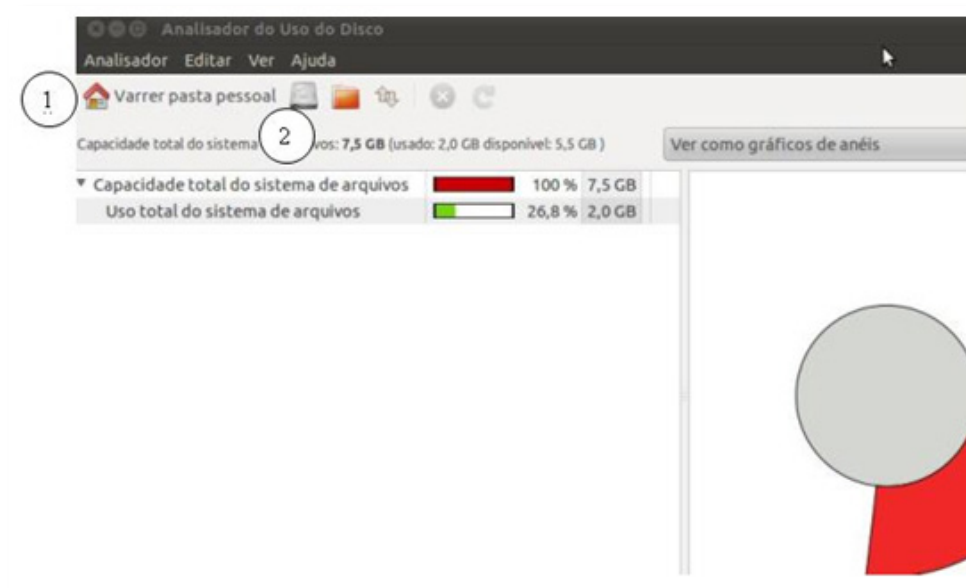 Analisador do Uso do Disco
Analisador Editar Ver Ajuda
1 Varrer pasta pessoal
2
Capacidade total do sistema vos: 7,5 GB (usado: 2,0 GB disponível: 5,5 GB )
Ver como gráficos de anéis
Capacidade total do sistema de arquivos 100 % 7,5 GB
Uso total do sistema de arquivos 26,8 % 2,0 GB